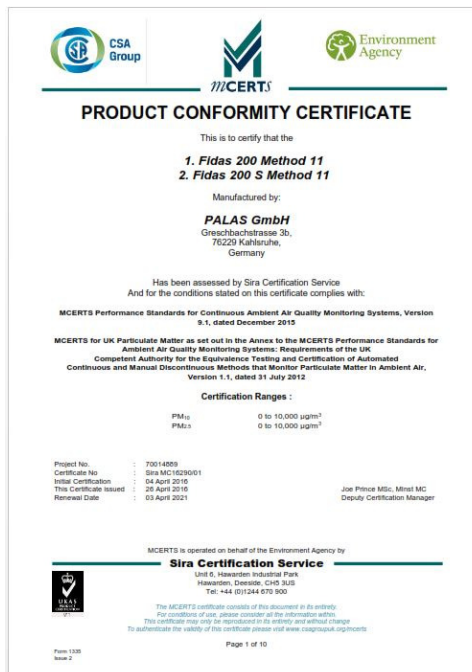 CSA
Group
mCERTs
Environment
Agency
PRODUCT CONFORMITY CERTIFICATE
This is to certify that the
1. Fidas 200 Method 11
2. Fidas 200 S Method 11
Manufactured by:
PALAS GmbH
Greschbachstrasse 3b,
76229 Kahlsruhe,
Germany
Has been assessed by Sira Certification Service
And for the conditions stated on this certificate complies with:
MCERTS Performance Standards for Continuous Ambient Air Quality Monitoring Systems, Version
9.1, dated December 2015
MCERTS for UK Particulate Matter as set out in the Annex to the MCERTS Performance Standards for
Ambient Air Quality Monitoring Systems: Requirements of the UK
Competent Authority for the Equivalence Testing and Certification of Automated
Continuous and Manual Discontinuous Methods that Monitor Particulate Matter in Ambient Air,
Version 1.1, dated 31 July 2012
Certification Ranges :
PM10 0 to 10,000 µg/m³
PM2.5 0 to 10,000 µg/m³
Project No. : 70014889
Certificate No : Sira MC16290/01
Initial Certification : 04 April 2016
This Certificate issued : 26 April 2016
Renewal Date : 03 April 2021
Joe Prince MSc, MInst MC
Deputy Certification Manager
MCERTS is operated on behalf of the Environment Agency by
Sira Certification Service
Unit 6, Hawarden Industrial Park
Hawarden, Deeside, CH5 3US
Tel: +44 (0)1244 670 900
UKAS
The MCERTS certificate consists of this document in its entirety.
For conditions of use, please consider all the information within.
This certificate may only be reproduced in its entirety and without change
To authenticate the validity of this certificate please visit www.csagroupuk.org/mcerts
Page 1 of 10
Form 1335
Issue 2